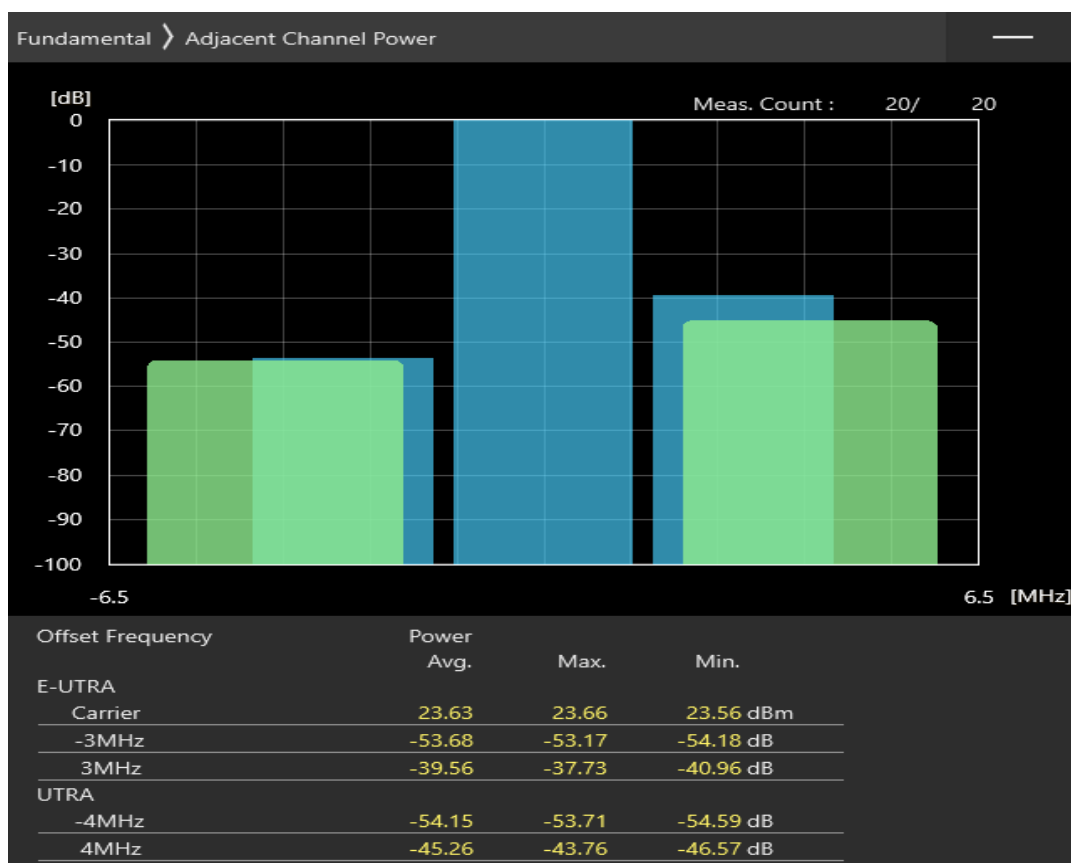 Fundamental 〉 Adjacent Channel Power
[dB]
Meas. Count : 20/ 20
0
-10
-20
-30
-40
-50
-60
-70
-80
-90
-100
-6.5 6.5 [MHz]
Offset Frequency Power
Avg. Max. Min.
E-UTRA
Carrier 23.63 23.66 23.56 dBm
-3MHz -53.68 -53.17 -54.18 dB
3MHz -39.56 -37.73 -40.96 dB
UTRA
-4MHz -54.15 -53.71 -54.59 dB
4MHz -45.26 -43.76 -46.57 dB